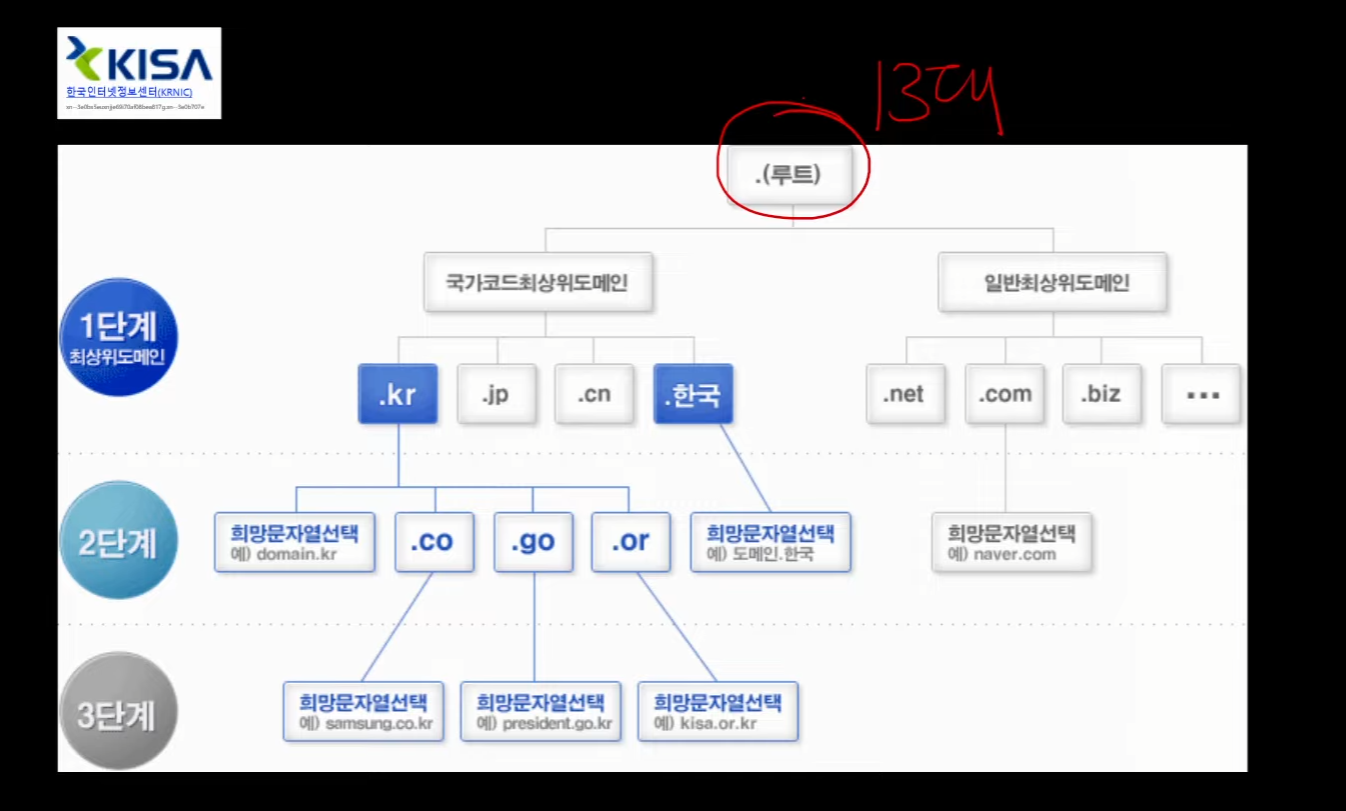 KISA
한국인터넷정보센터(KRNIC)
13대
.(루트)
국가코드최상위도메인
일반최상위도메인
1단계
최상위도메인
.kr
.jp
.cn
.한국
.net
.com
.biz
...
2단계
희망문자열선택
예) domain.kr
.co
.go
.or
희망문자열선택
예) 도메인.한국
희망문자열선택
예) naver.com
3단계
희망문자열선택
예) samsung.co.kr
희망문자열선택
예) president.go.kr
희망문자열선택
예) kisa.or.kr